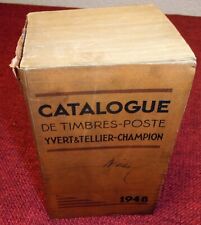 CATALOGUE
DE TIMBRES-POSTE
YVERT & TELLIER-CHAMPION
1948